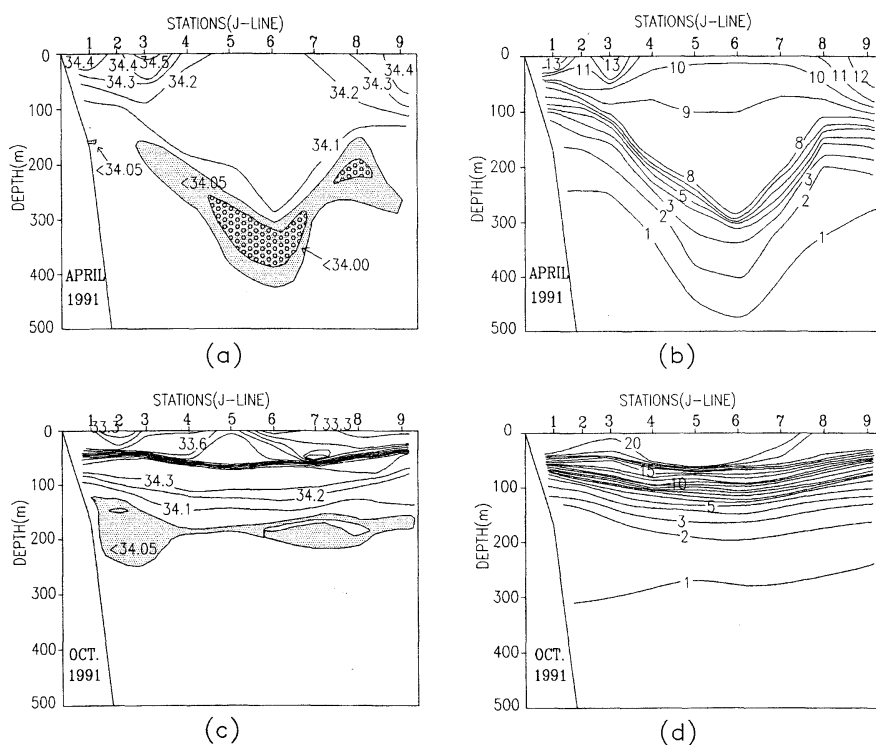 STATIONS(J-LINE)
1 2 3 4 5 6 7 8 9
0
100
200
300
400
500
DEPTH(m)
34.4 34.4 34.5 34.4
34.3 34.2 34.3
34.2
34.1
<34.05
<34.05
<34.00
APRIL
1991
(a)
STATIONS(J-LINE)
1 2 3 4 5 6 7 8 9
0
100
200
300
400
500
DEPTH(m)
13 11 13 10 10 11 12
9
8 8
5 3
3 2
2
1 1
APRIL
1991
(b)
STATIONS(J-LINE)
1 2 3 4 5 6 7 8 9
0
100
200
300
400
500
DEPTH(m)
33.3 33.3
33.6
34.3
34.2
34.1
<34.05
OCT.
1991
(c)
STATIONS(J-LINE)
1 2 3 4 5 6 7 8 9
0
100
200
300
400
500
DEPTH(m)
20
15
10
5
3
2
1
OCT.
1991
(d)